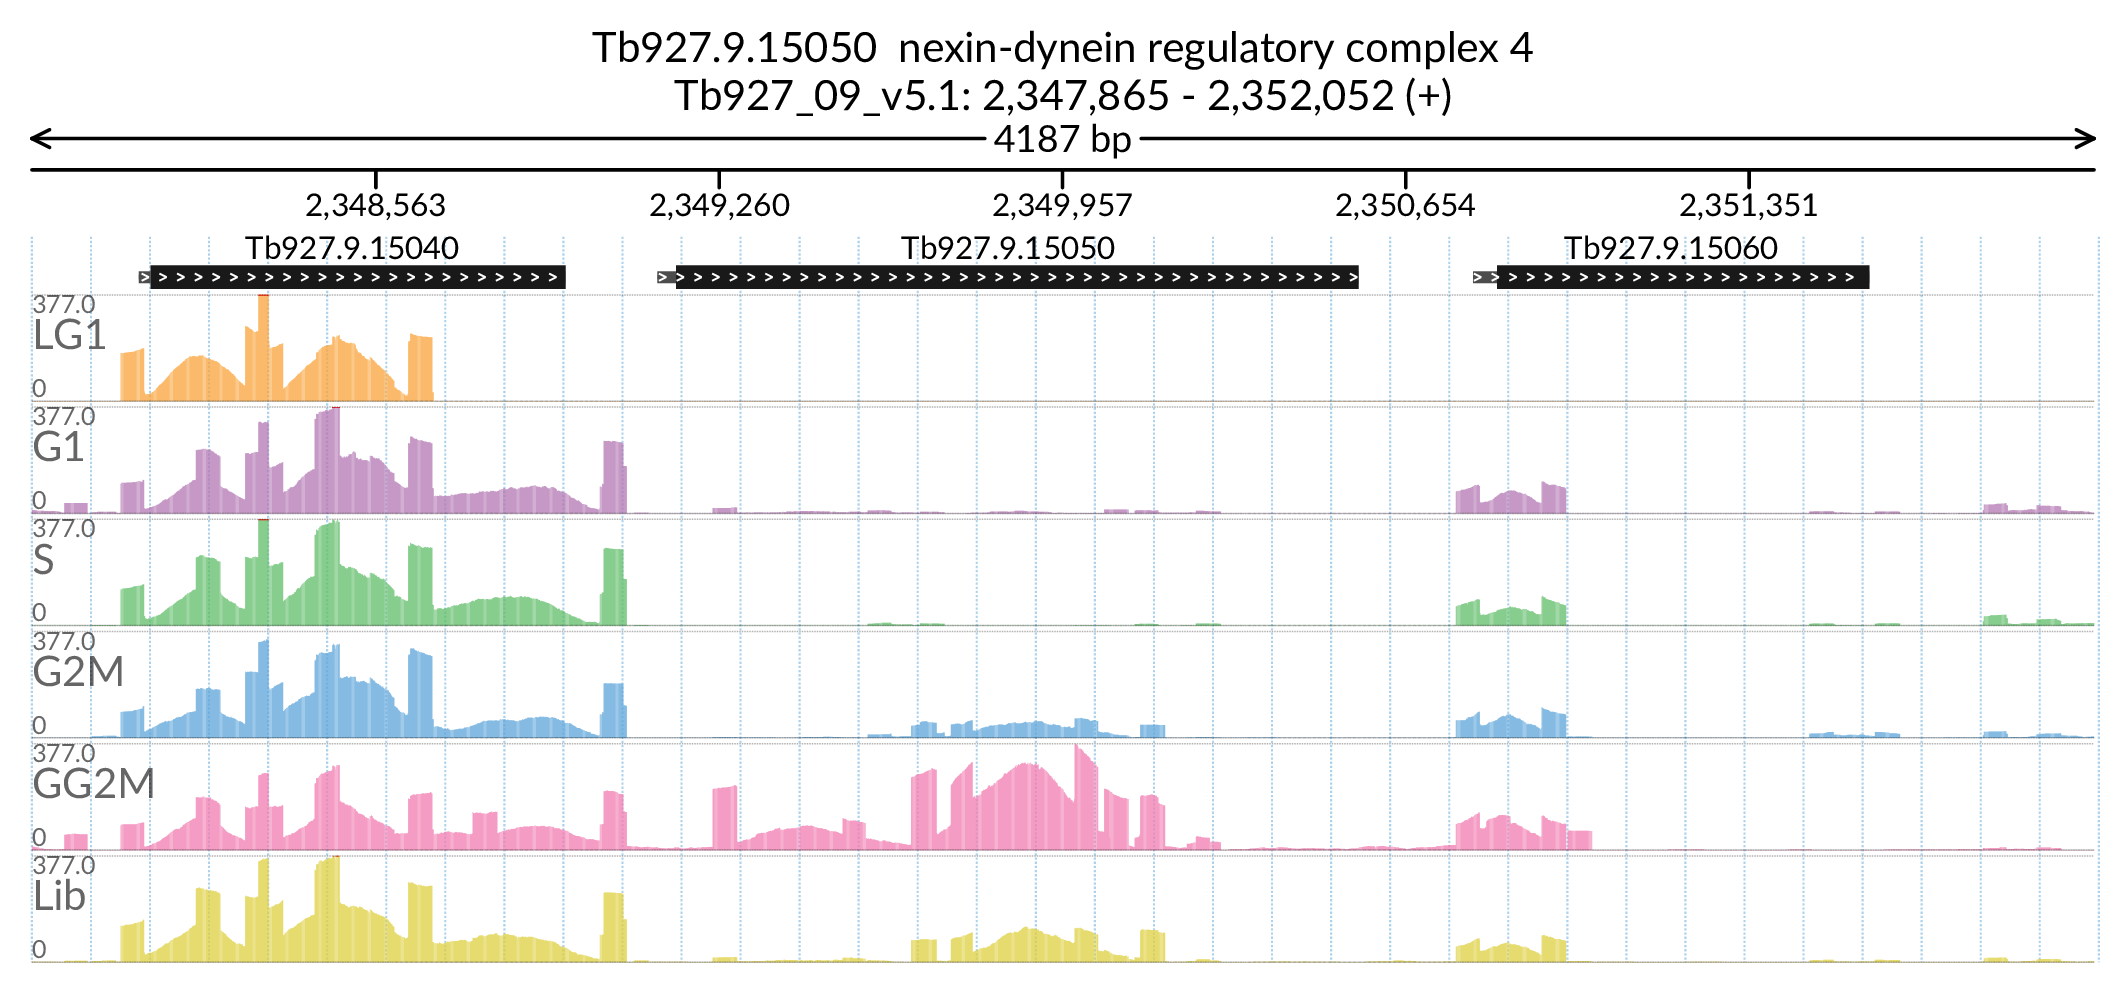 Tb927.9.15050  nexin-dynein regulatory complex 4
Tb927_09_v5.1: 2,347,865 - 2,352,052 (+)
4187 bp
2,348,563 2,349,260 2,349,957 2,350,654 2,351,351
Tb927.9.15040 Tb927.9.15050 Tb927.9.15060
377.0
LG1
0
377.0
G1
0
377.0
S
0
377.0
G2M
0
377.0
GG2M
0
377.0
Lib
0